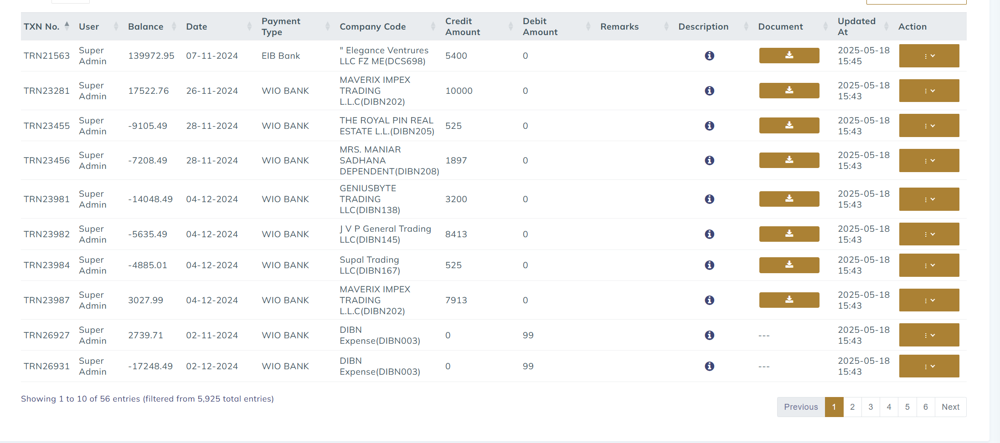 TXN No. User Balance Date Payment Type Company Code Credit Amount Debit Amount Remarks Description Document Updated At Action
TRN21563 Super Admin 139972.95 07-11-2024 EIB Bank " Elegance Ventrures LLC FZ ME(DCS698) 5400 0 2025-05-18 15:45
TRN23281 Super Admin 17522.76 26-11-2024 WIO BANK MAVERIX IMPEX TRADING L.L.C(DIBN202) 10000 0 2025-05-18 15:43
TRN23455 Super Admin -9105.49 28-11-2024 WIO BANK THE ROYAL PIN REAL ESTATE L.L.(DIBN205) 525 0 2025-05-18 15:43
TRN23456 Super Admin -7208.49 28-11-2024 WIO BANK MRS. MANIAR SADHANA DEPENDENT(DIBN208) 1897 0 2025-05-18 15:43
TRN23981 Super Admin -14048.49 04-12-2024 WIO BANK GENIUSBYTE TRADING LLC(DIBN138) 3200 0 2025-05-18 15:43
TRN23982 Super Admin -5635.49 04-12-2024 WIO BANK J V P General Trading LLC(DIBN145) 8413 0 2025-05-18 15:43
TRN23984 Super Admin -4885.01 04-12-2024 WIO BANK Supal Trading LLC(DIBN167) 525 0 2025-05-18 15:43
TRN23987 Super Admin 3027.99 04-12-2024 WIO BANK MAVERIX IMPEX TRADING L.L.C(DIBN202) 7913 0 2025-05-18 15:43
TRN26927 Super Admin 2739.71 02-11-2024 WIO BANK DIBN Expense(DIBN003) 0 99 --- 2025-05-18 15:43
TRN26931 Super Admin -17248.49 02-12-2024 WIO BANK DIBN Expense(DIBN003) 0 99 --- 2025-05-18 15:43
Showing 1 to 10 of 56 entries (filtered from 5,925 total entries)
Previous 1 2 3 4 5 6 Next